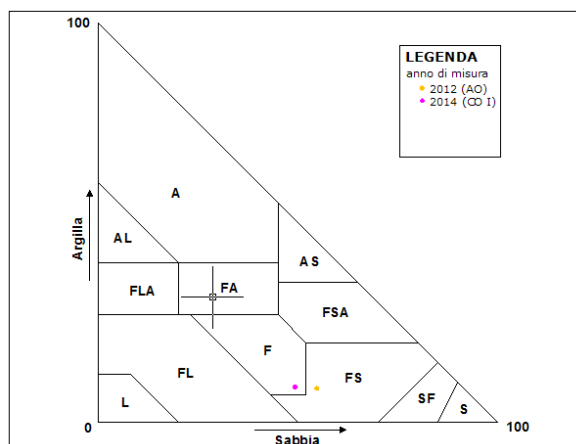 100
LEGENDA
anno di misura
2012 (AO)
2014 (CO I)
A
Argilla
AL
AS
FLA
FA
FSA
F
FL
FS
L
SF
S
0
100
Sabbia